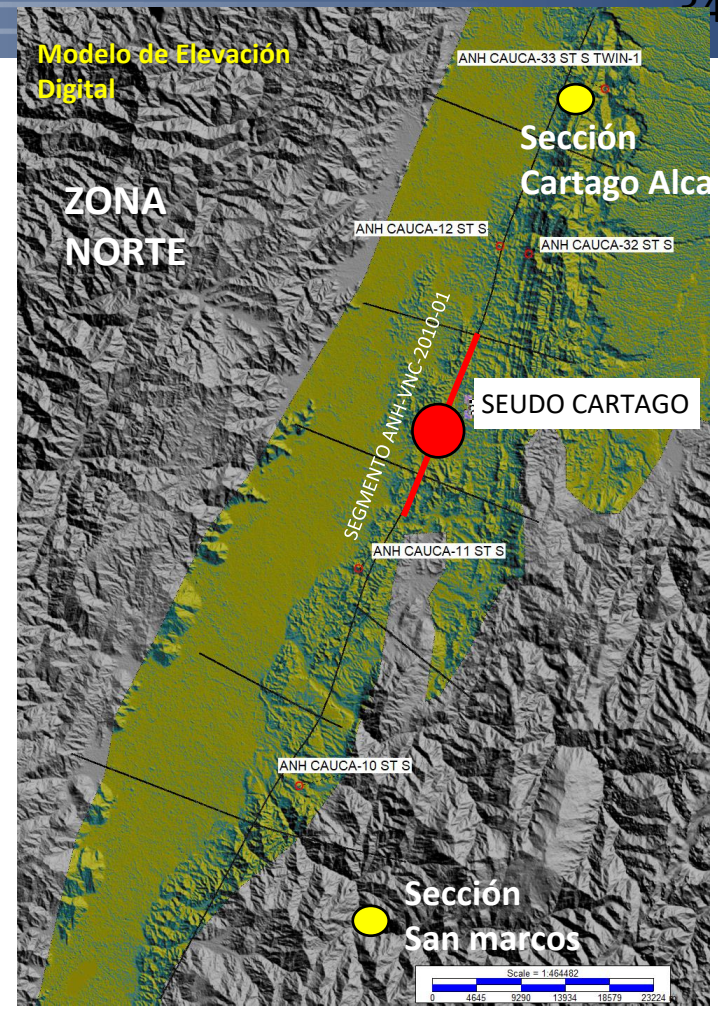 Modelo de Elevación
Digital
ANH CAUCA-33 ST S TWIN-1
Sección
Cartago Alca
ZONA
NORTE
ANH CAUCA-12 ST S
ANH CAUCA-32 ST S
SEGMENTO ANH-VNC-2010-01
SEUDO CARTAGO
ANH CAUCA-11 ST S
ANH CAUCA-10 ST S
Sección
San marcos
Scale = 1:464482
0 4645 9290 13934 18579 23224 m